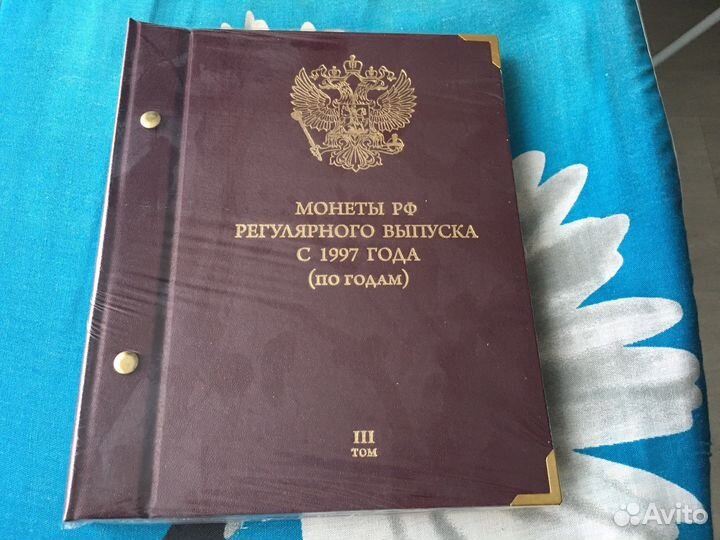 МОНЕТЫ РФ
РЕГУЛЯРНОГО ВЫПУСКА
С 1997 ГОДА
(ПО ГОДАМ)
III
ТОМ
Avito